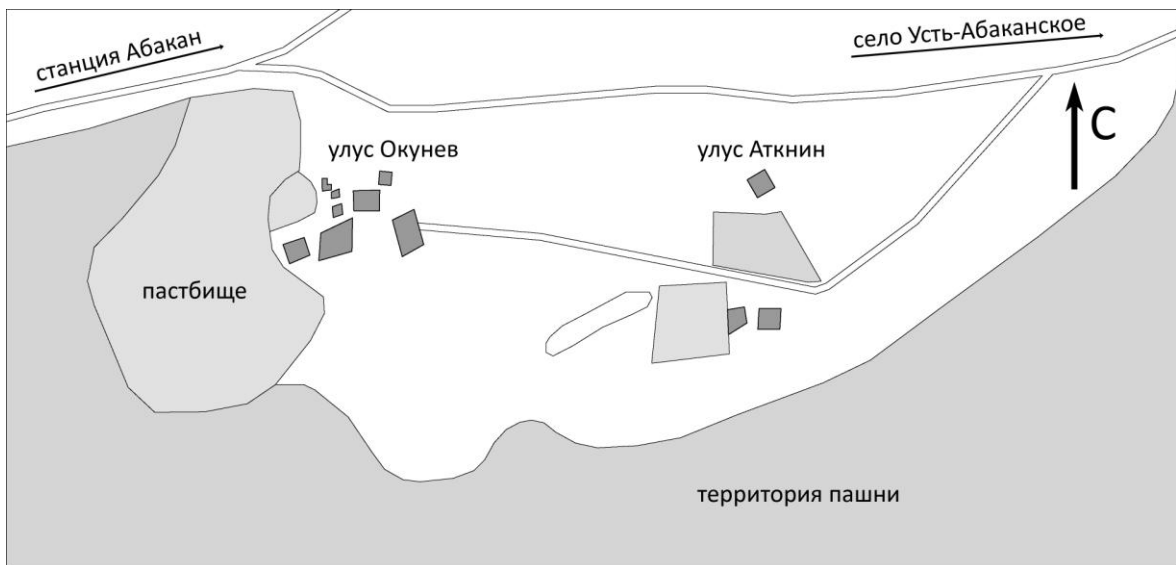 станция Абакан
село Усть-Абаканское
С
улус Окунев
улус Аткнин
пастбище
территория пашни